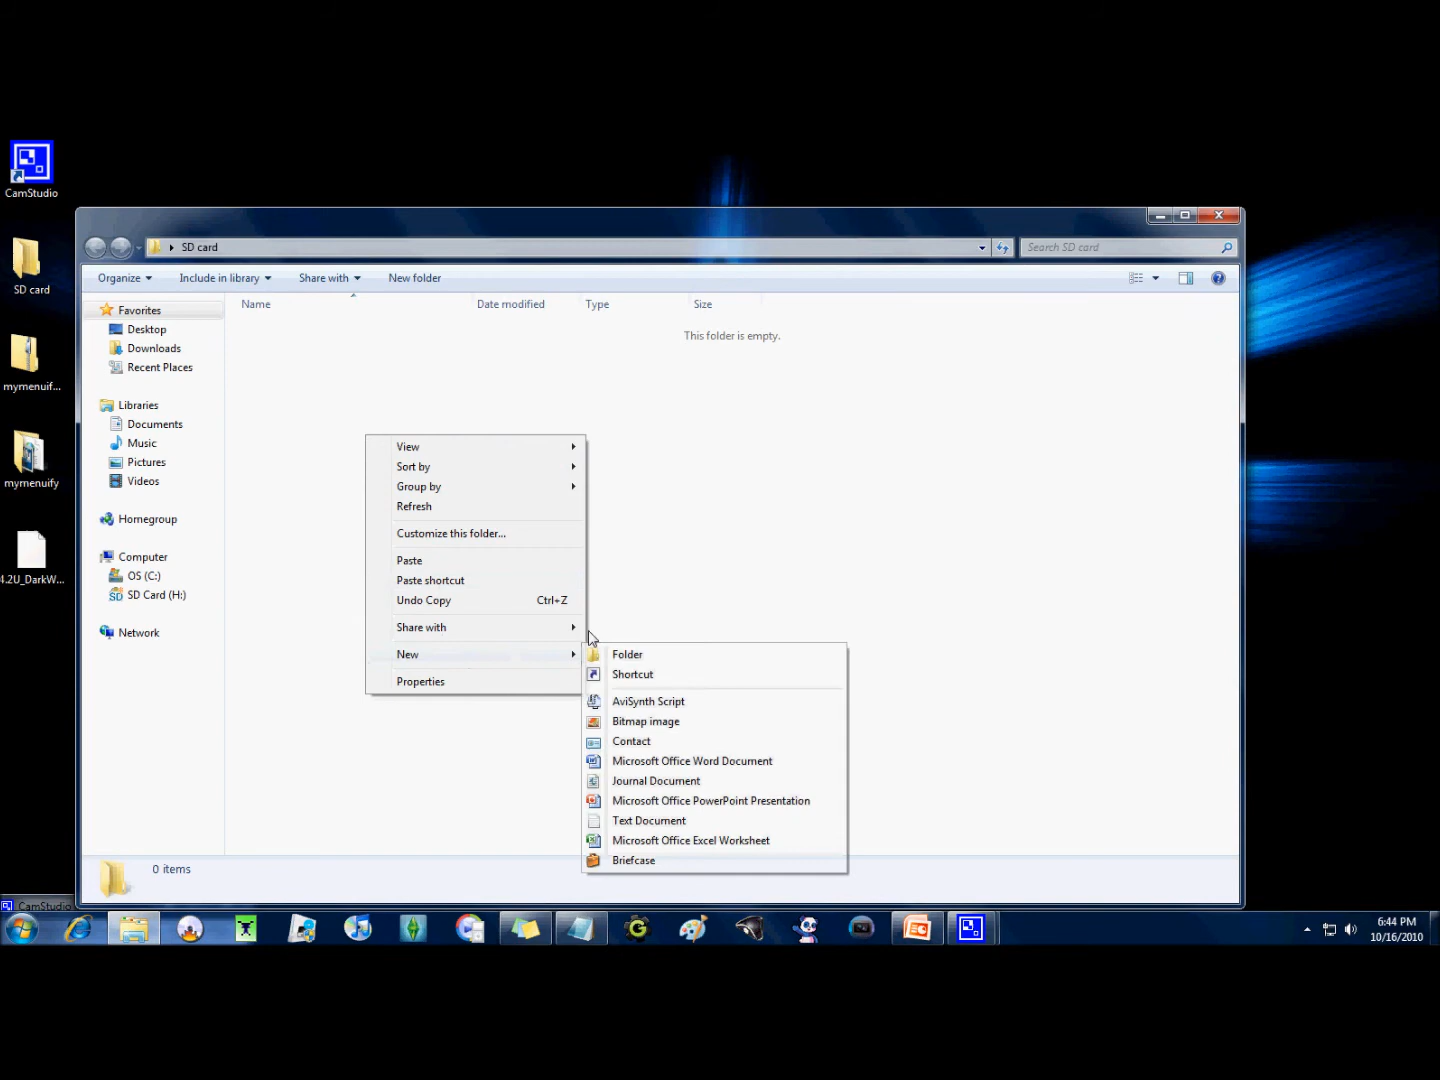 CamStudio
SD card
mymenuif...
mymenuify
4.2U_DarkW...
SD card
Search SD card
Organize
Include in library
Share with
New folder
Favorites
Desktop
Downloads
Recent Places
Libraries
Documents
Music
Pictures
Videos
Homegroup
Computer
OS (C:)
SD Card (H:)
Network
Name
Date modified
Type
Size
This folder is empty.
View
Sort by
Group by
Refresh
Customize this folder...
Paste
Paste shortcut
Undo Copy Ctrl+Z
Share with
New
Properties
Folder
Shortcut
AviSynth Script
Bitmap image
Contact
Microsoft Office Word Document
Journal Document
Microsoft Office PowerPoint Presentation
Text Document
Microsoft Office Excel Worksheet
Briefcase
0 items
CamStudio
6:44 PM
10/16/2010